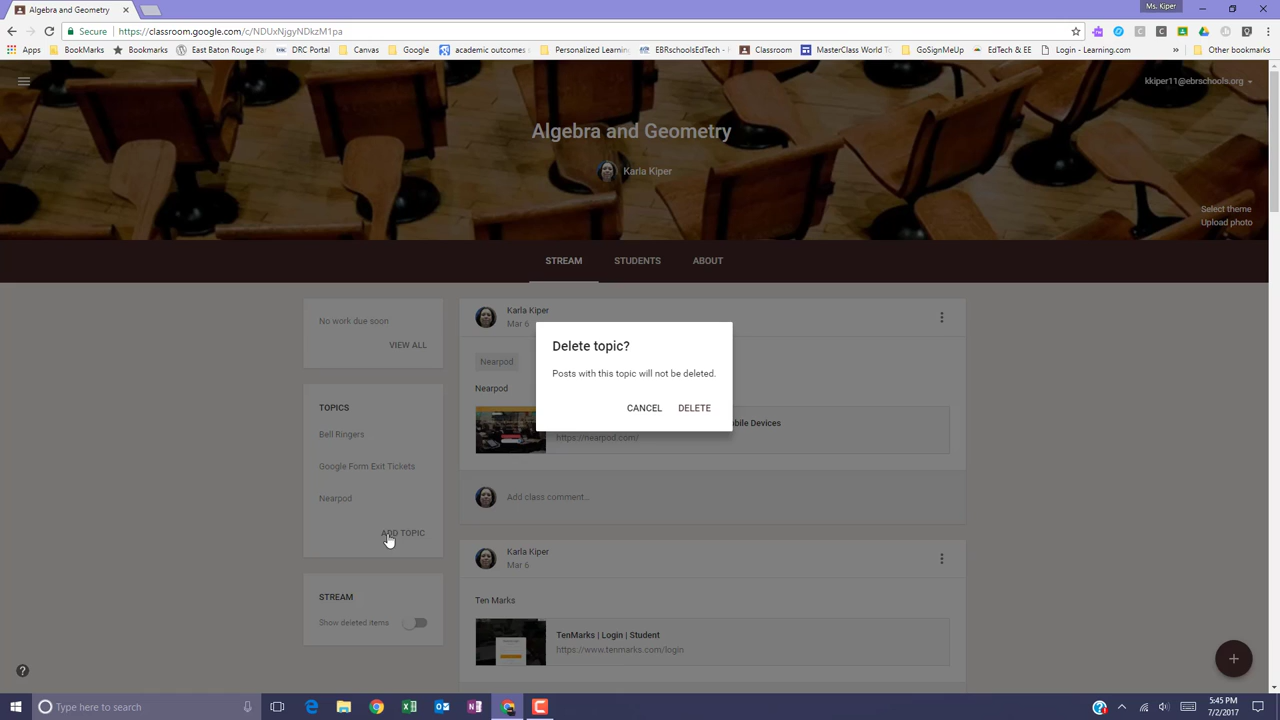 Algebra and Geometry
Ms. Kiper
Secure
https://classroom.google.com/c/NDUxNjgyNDkzM1pa
Apps
BookMarks
Bookmarks
East Baton Rouge Par
DRC Portal
Canvas
Google
academic outcomes
Personalized Learning
EBRschoolsEdTech -
Classroom
MasterClass World To
GoSignMeUp
EdTech & EE
Login - Learning.com
»
Other bookmarks
kkiper11@ebrschools.org
Algebra and Geometry
Karla Kiper
Select theme
Upload photo
STREAM
STUDENTS
ABOUT
No work due soon
VIEW ALL
TOPICS
Bell Ringers
Google Form Exit Tickets
Nearpod
ADD TOPIC
STREAM
Show deleted items
Karla Kiper
Mar 6
Nearpod
Nearpod
bile Devices
https://nearpod.com/
Add class comment...
Delete topic?
Posts with this topic will not be deleted.
CANCEL DELETE
Karla Kiper
Mar 6
Ten Marks
TenMarks | Login | Student
https://www.tenmarks.com/login
Type here to search
5:45 PM
7/2/2017